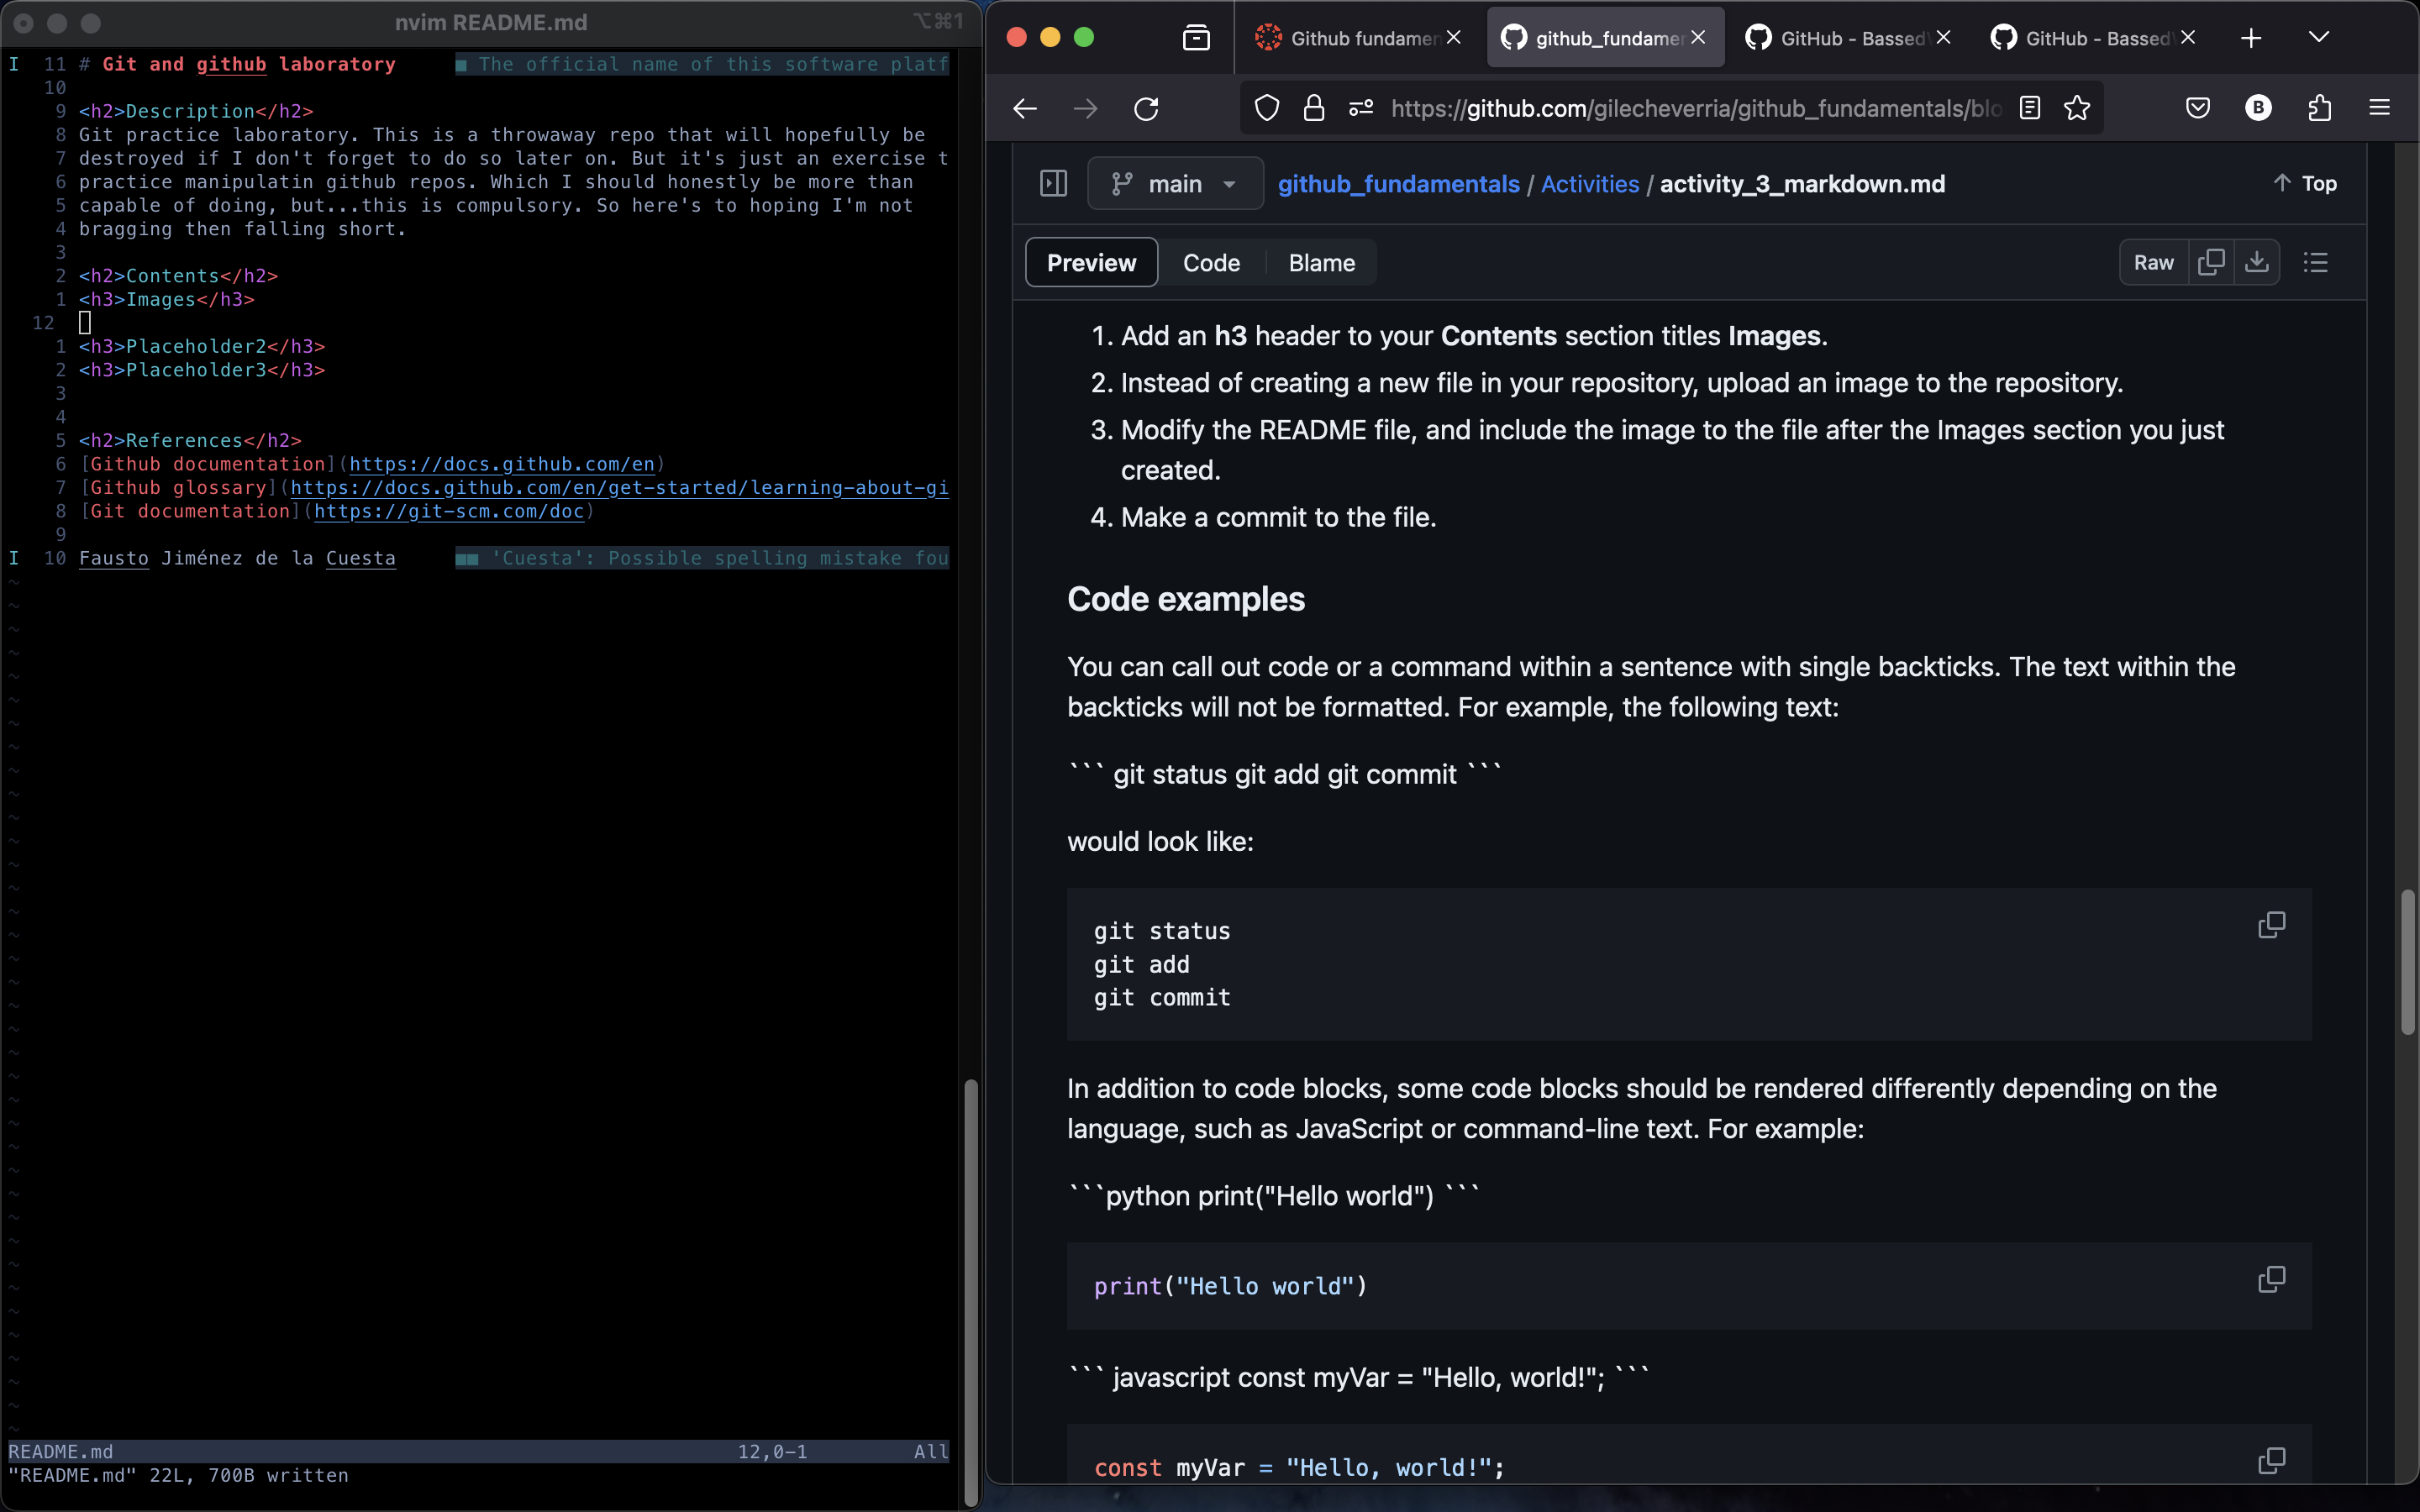 nvim README.md
⌥⌘1
I 11 # Git and github laboratory ■ The official name of this software platf
10
9 <h2>Description</h2>
8 Git practice laboratory. This is a throwaway repo that will hopefully be
7 destroyed if I don't forget to do so later on. But it's just an exercise t
6 practice manipulatin github repos. Which I should honestly be more than
5 capable of doing, but...this is compulsory. So here's to hoping I'm not
4 bragging then falling short.
3
2 <h2>Contents</h2>
1 <h3>Images</h3>
12
1 <h3>Placeholder2</h3>
2 <h3>Placeholder3</h3>
3
4
5 <h2>References</h2>
6 [Github documentation](https://docs.github.com/en)
7 [Github glossary](https://docs.github.com/en/get-started/learning-about-gi
8 [Git documentation](https://git-scm.com/doc)
9
I 10 Fausto Jiménez de la Cuesta ■■ 'Cuesta': Possible spelling mistake fou
README.md 12,0-1 All
"README.md" 22L, 700B written
Github fundamen
github_fundamen
GitHub - Bassed
GitHub - Bassed
https://github.com/gilecheverria/github_fundamentals/blo
B
main
github_fundamentals / Activities / activity_3_markdown.md
Top
Preview
Code
Blame
Raw
1. Add an h3 header to your Contents section titles Images.
2. Instead of creating a new file in your repository, upload an image to the repository.
3. Modify the README file, and include the image to the file after the Images section you just
created.
4. Make a commit to the file.
Code examples
You can call out code or a command within a sentence with single backticks. The text within the
backticks will not be formatted. For example, the following text:
``` git status git add git commit ```
would look like:
git status
git add
git commit
In addition to code blocks, some code blocks should be rendered differently depending on the
language, such as JavaScript or command-line text. For example:
```python print("Hello world") ```
print("Hello world")
``` javascript const myVar = "Hello, world!"; ```
const myVar = "Hello, world!";